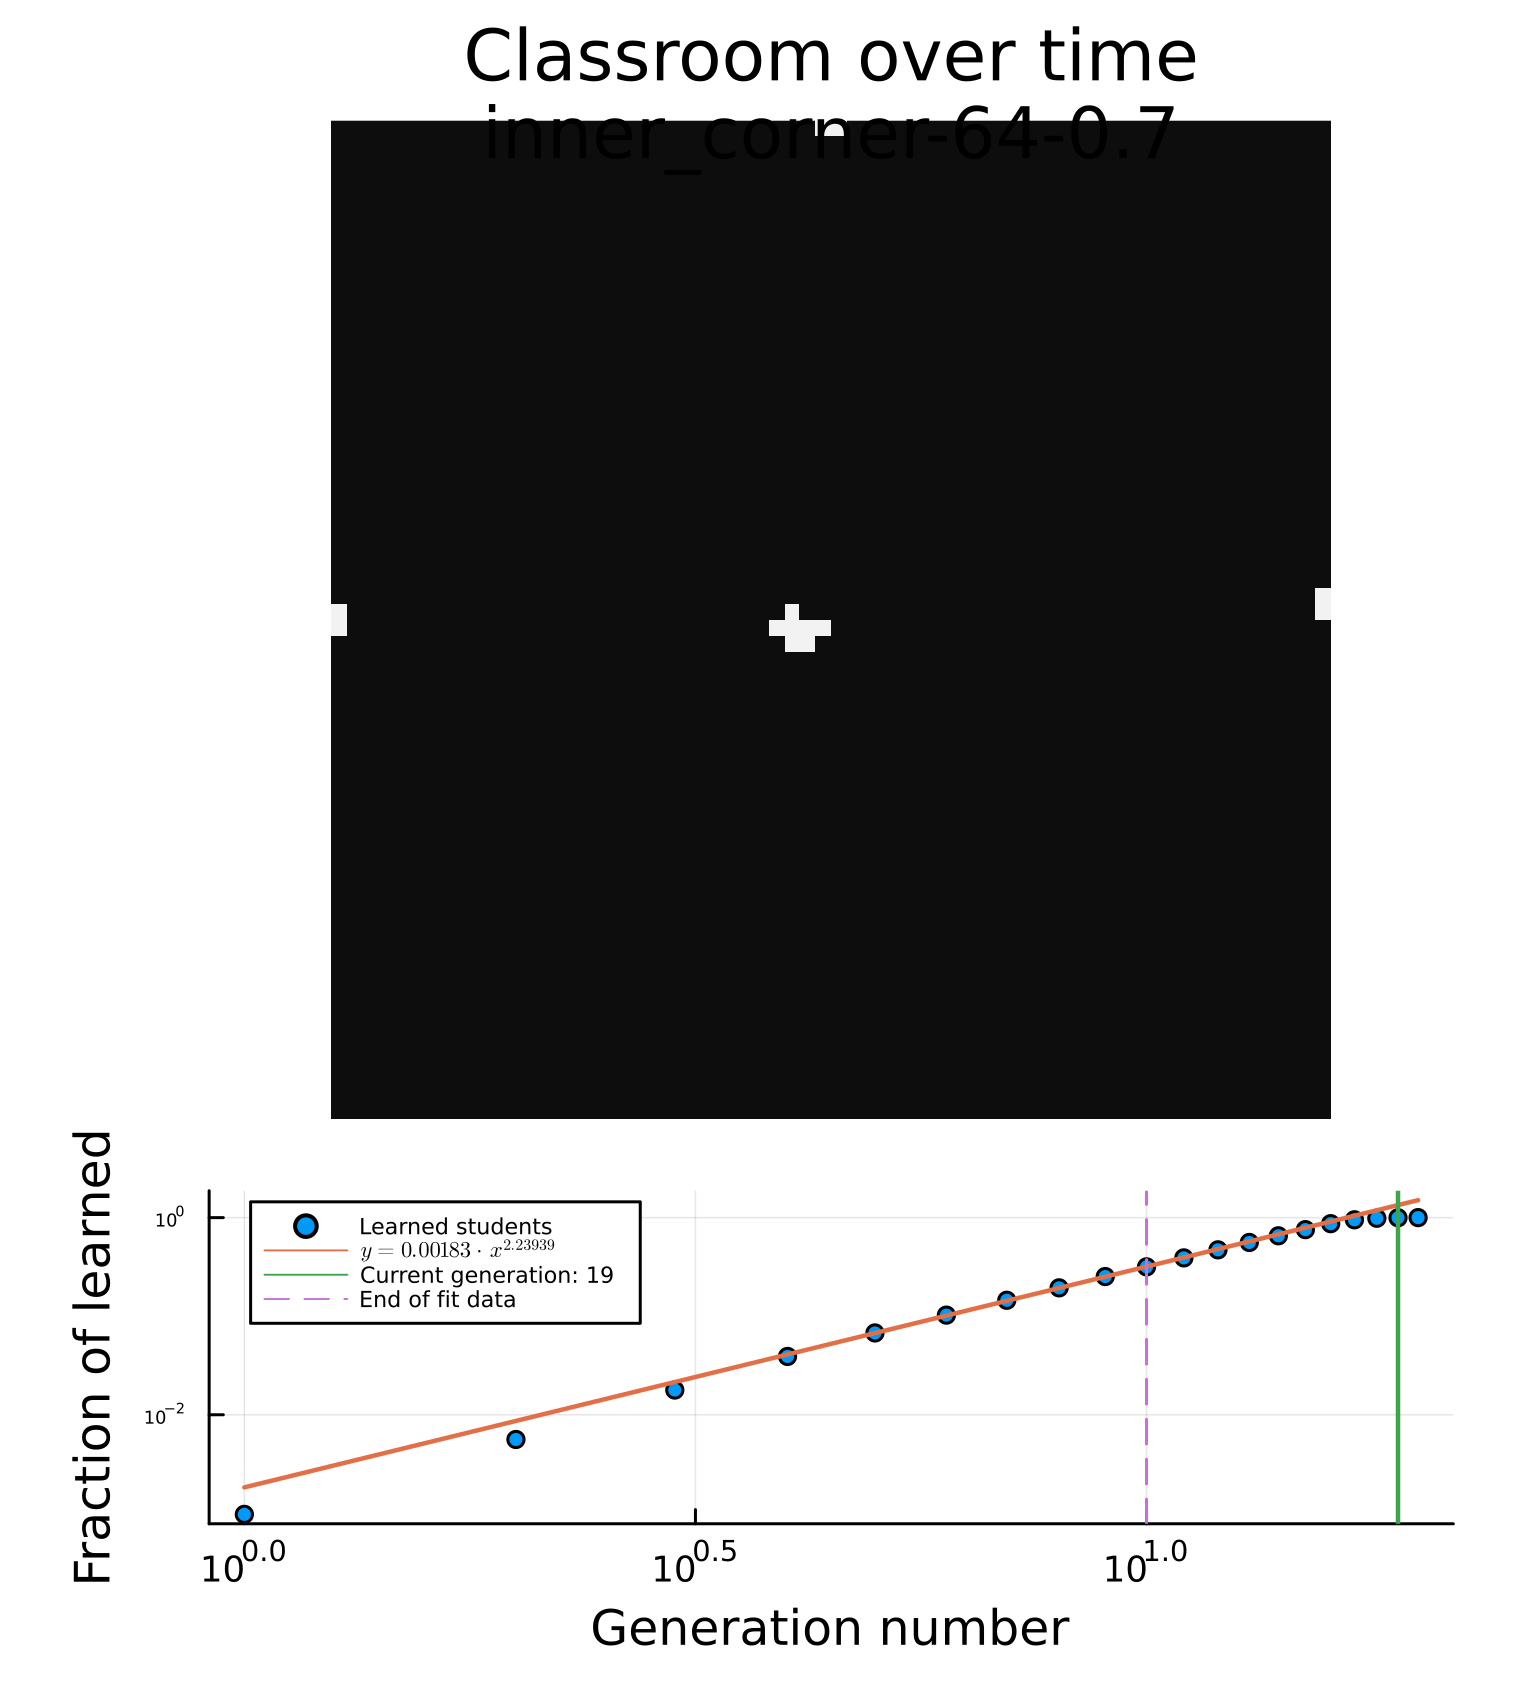 Classroom over time
inner_corner-64-0.7
Fraction of learned
10^0
10^−2
Learned students
y = 0.00183 · x^2.23939
Current generation: 19
End of fit data
10^0.0 10^0.5 10^1.0
Generation number